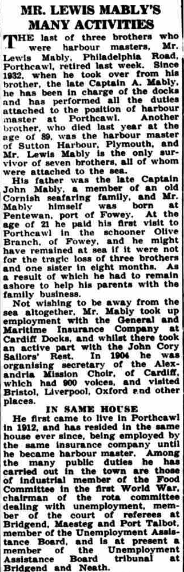 MR. LEWIS MABLY'S
MANY ACTIVITIES
THE last of three brothers who
were harbour masters, Mr.
Lewis Mably, Philadelphia Road,
Porthcawl, retired last week. Since
1932, when he took over from his
brother, the late Captain A. Mably,
he has been in charge of the docks
and has performed all the duties
attached to the position of harbour
master at Porthcawl. Another
brother, who died last year at the
age of 89, was the harbour master
of Sutton Harbour, Plymouth, and
Mr. Lewis Mably is the only sur-
vivor of seven brothers, all of whom
were attached to the sea.
His father was the late Captain
John Mably, a member of an old
Cornish seafaring family, and Mr.
Mably himself was born at
Pentewan, port of Fowey. At the
age of 21 he paid his first visit to
Porthcawl in the schooner Olive
Branch, of Fowey, and he might
have remained at sea if it were not
for the tragic loss of three brothers
and one sister in eight months. As
a result of which he had to remain
ashore to help his parents with the
family business.
Not wishing to be away from the
sea altogether, Mr. Mably took up
employment with the General and
Maritime Insurance Company at
Cardiff Docks, and whilst there took
an active part with the John Cory
Sailors' Rest. In 1904 he was
organising secretary of the Alex-
andria Mission Choir, of Cardiff,
which had 900 voices, and visited
Bristol, Liverpool, Oxford and other
places.
IN SAME HOUSE
He first came to live in Porthcawl
in 1912, and has resided in the same
house ever since, being employed by
the same insurance company until
he became harbour master. Among
the many public duties he has
carried out in the town are those
of industrial member of the Food
Committee in the first Great War,
chairman of the rota committee
dealing with unemployment, mem-
ber of the court of referees at
Bridgend, Maesteg and Port Talbot,
member of the Unemployment Assis-
tance Board, and is at present a
member of the Unemployment
Assistance Board tribunal at
Bridgend and Neath.